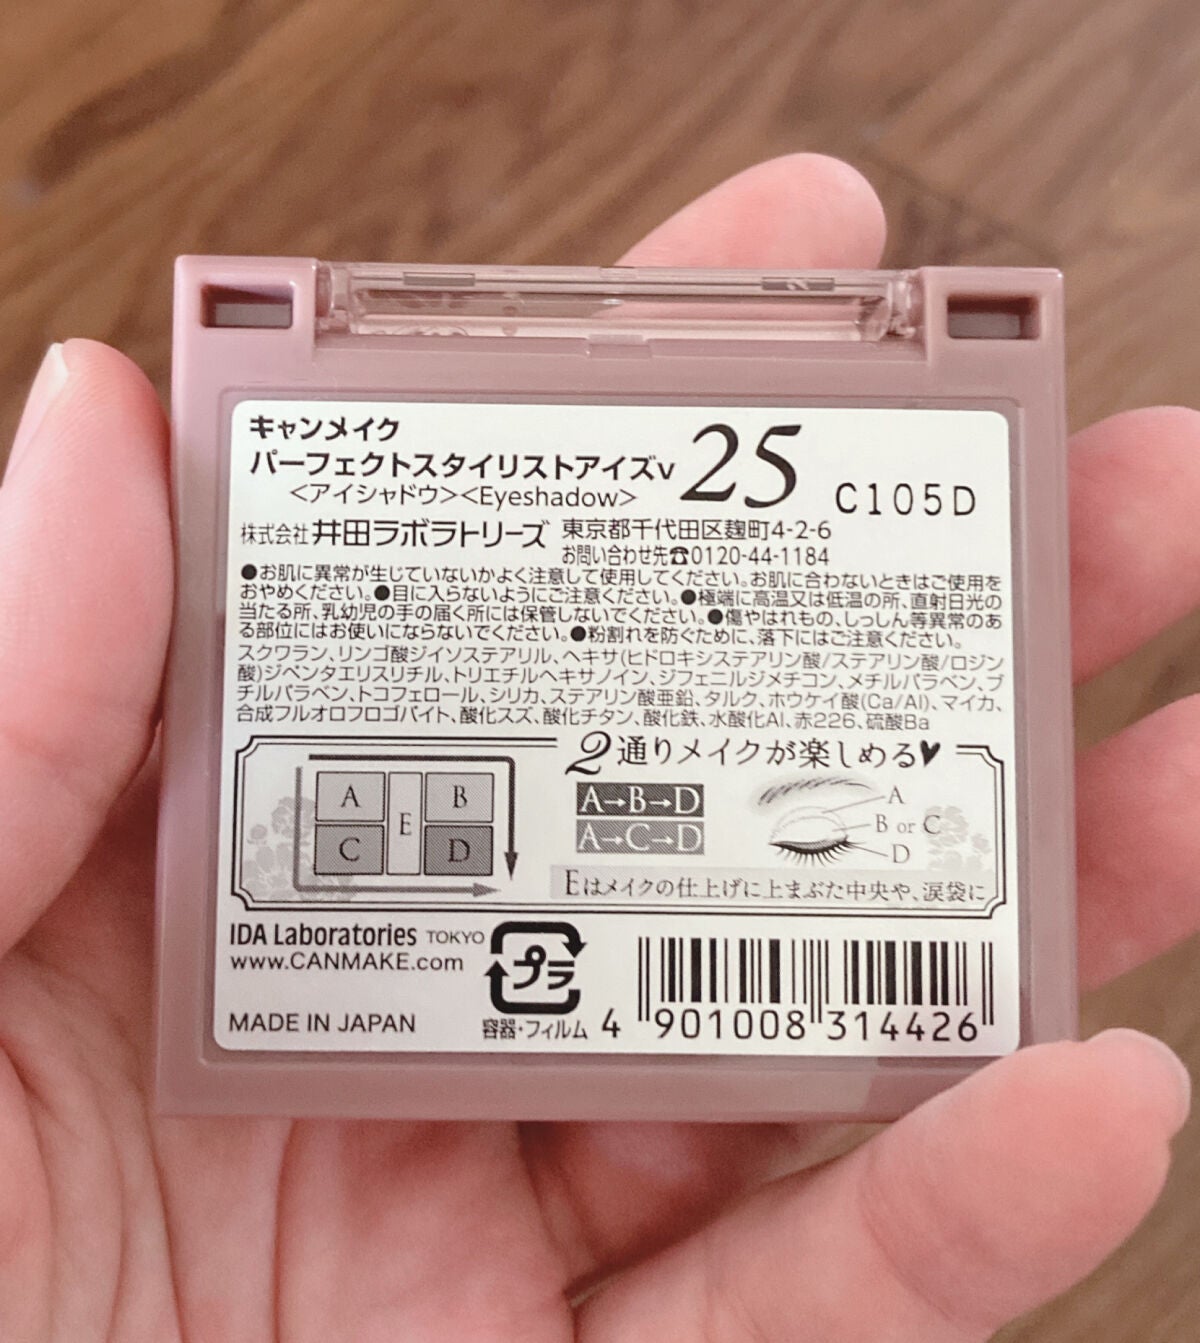 キャンメイク
パーフェクトスタイリストアイズv 25
<アイシャドウ><Eyeshadow> C105D
株式会社 井田ラボラトリーズ 東京都千代田区麹町4-2-6
お問い合わせ先☎0120-44-1184
●お肌に異常が生じていないかよく注意して使用してください。お肌に合わないときはご使用を
おやめください。●目に入らないようにご注意ください。●極端に高温又は低温の所、直射日光の
当たる所、乳幼児の手の届く所には保管しないでください。●傷やはれもの、しっしん等異常のあ
る部位にはお使いにならないでください。●粉割れを防ぐために、落下にはご注意ください。
スクワラン、リンゴ酸ジイソステアリル、ヘキサ(ヒドロキシステアリン酸/ステアリン酸/ロジン
酸)ジペンタエリスリチル、トリエチルヘキサノイン、ジフェニルジメチコン、メチルパラベン、ブ
チルパラベン、トコフェロール、シリカ、ステアリン酸亜鉛、タルク、ホウケイ酸(Ca/Al)、マイカ、
合成フルオロフロゴパイト、酸化スズ、酸化チタン、酸化鉄、水酸化Al、赤226、硫酸Ba
2通りメイクが楽しめる♥
A B
E
C D
A→B→D
A→C→D
A
B or C
D
Eはメイクの仕上げに上まぶた中央や、涙袋に
IDA Laboratories TOKYO
www.CANMAKE.com
プラ
MADE IN JAPAN
容器・フィルム
4 901008 314426